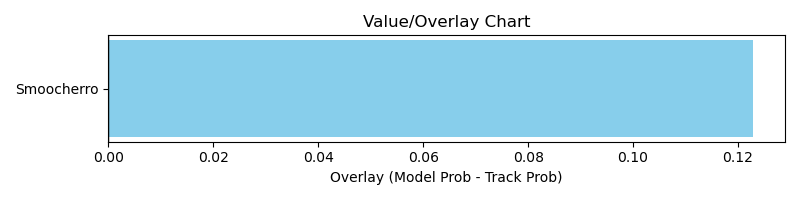 Value/Overlay Chart
Smoocherro
0.00 0.02 0.04 0.06 0.08 0.10 0.12
Overlay (Model Prob - Track Prob)